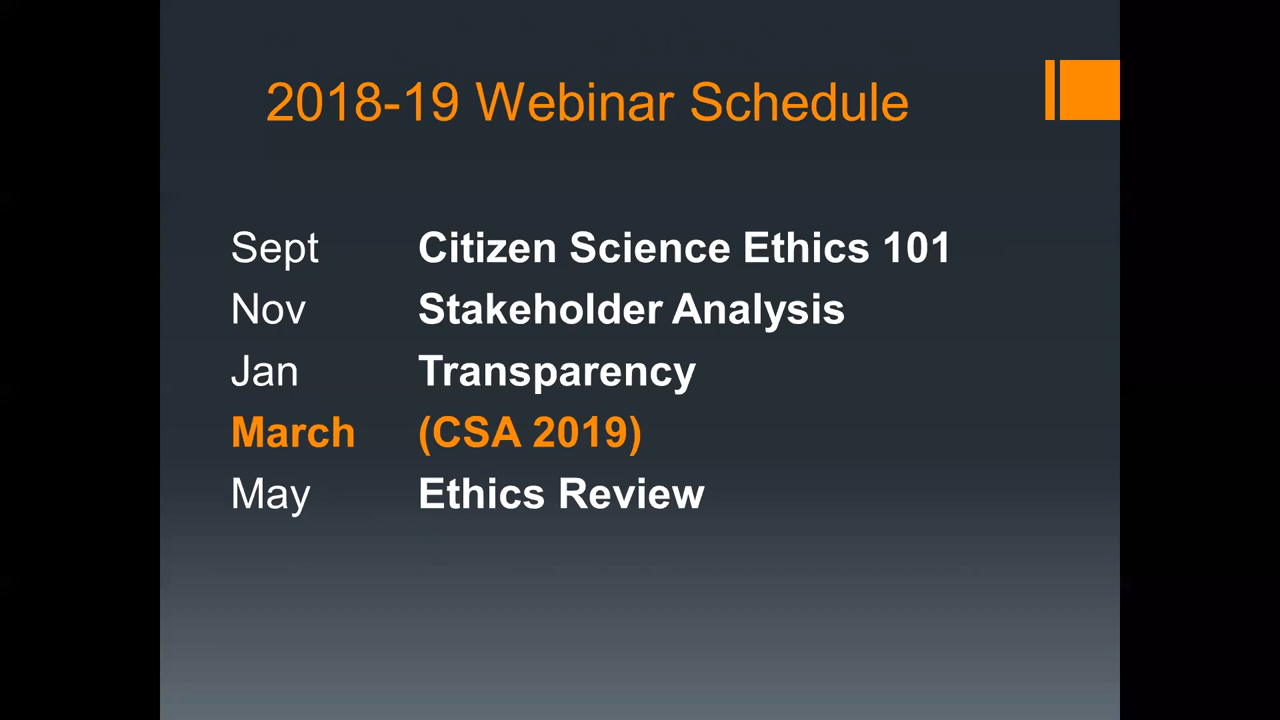 2018-19 Webinar Schedule
Sept Citizen Science Ethics 101
Nov Stakeholder Analysis
Jan Transparency
March (CSA 2019)
May Ethics Review